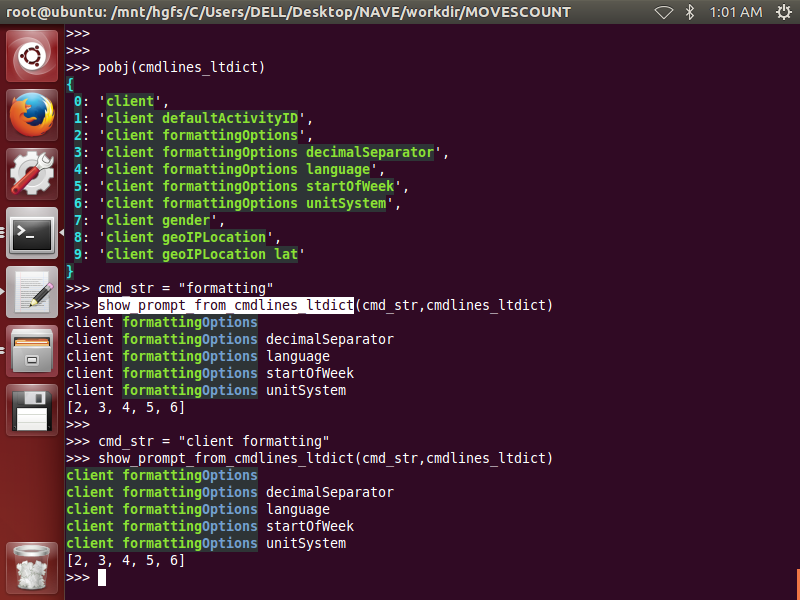 root@ubuntu: /mnt/hgfs/C/Users/DELL/Desktop/NAVE/workdir/MOVESCOUNT 1:01 AM
>>>
>>>
>>> pobj(cmdlines_ltdict)
{
 0: 'client',
 1: 'client defaultActivityID',
 2: 'client formattingOptions',
 3: 'client formattingOptions decimalSeparator',
 4: 'client formattingOptions language',
 5: 'client formattingOptions startOfWeek',
 6: 'client formattingOptions unitSystem',
 7: 'client gender',
 8: 'client geoIPLocation',
 9: 'client geoIPLocation lat'
}
>>> cmd_str = "formatting"
>>> show_prompt_from_cmdlines_ltdict(cmd_str,cmdlines_ltdict)
client formattingOptions
client formattingOptions decimalSeparator
client formattingOptions language
client formattingOptions startOfWeek
client formattingOptions unitSystem
[2, 3, 4, 5, 6]
>>>
>>> cmd_str = "client formatting"
>>> show_prompt_from_cmdlines_ltdict(cmd_str,cmdlines_ltdict)
client formattingOptions
client formattingOptions decimalSeparator
client formattingOptions language
client formattingOptions startOfWeek
client formattingOptions unitSystem
[2, 3, 4, 5, 6]
>>>